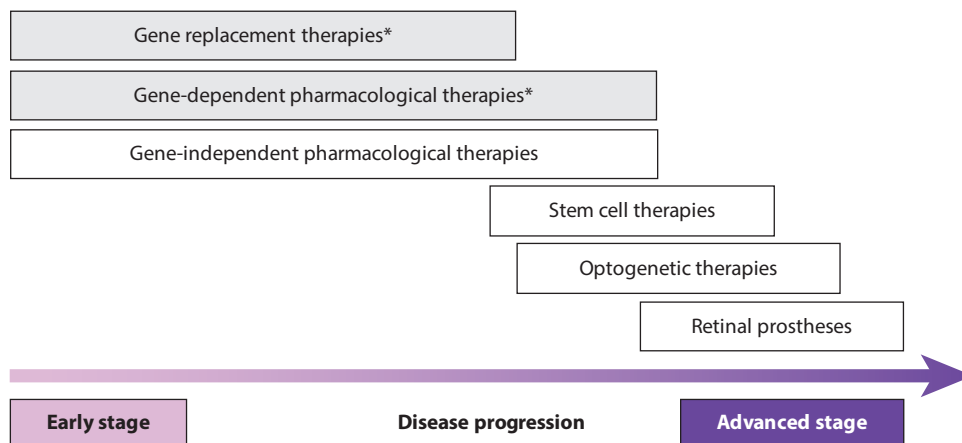 Gene replacement therapies*
Gene-dependent pharmacological therapies*
Gene-independent pharmacological therapies
Stem cell therapies
Optogenetic therapies
Retinal prostheses
Early stage
Disease progression
Advanced stage